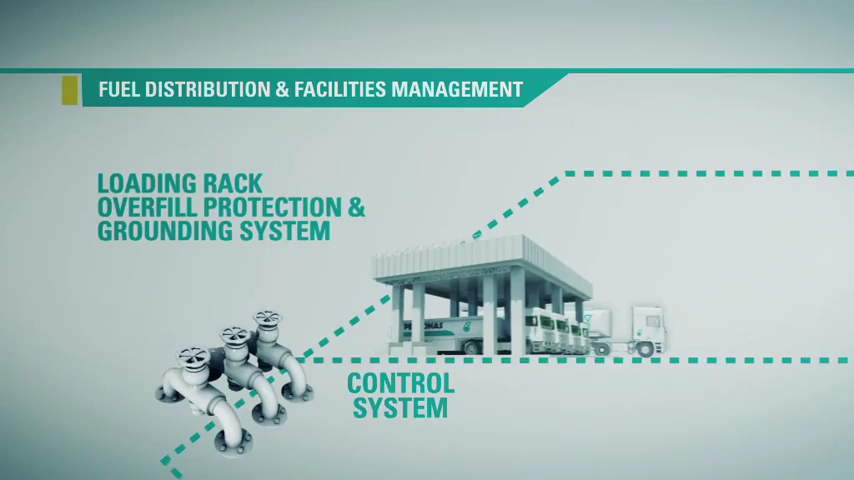 FUEL DISTRIBUTION & FACILITIES MANAGEMENT
LOADING RACK
OVERFILL PROTECTION &
GROUNDING SYSTEM
CONTROL
SYSTEM